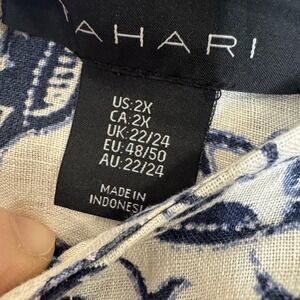 AHARI
US: 2X
CA: 2X
UK: 22/24
EU: 48/50
AU: 22/24
MADE IN
INDONESI